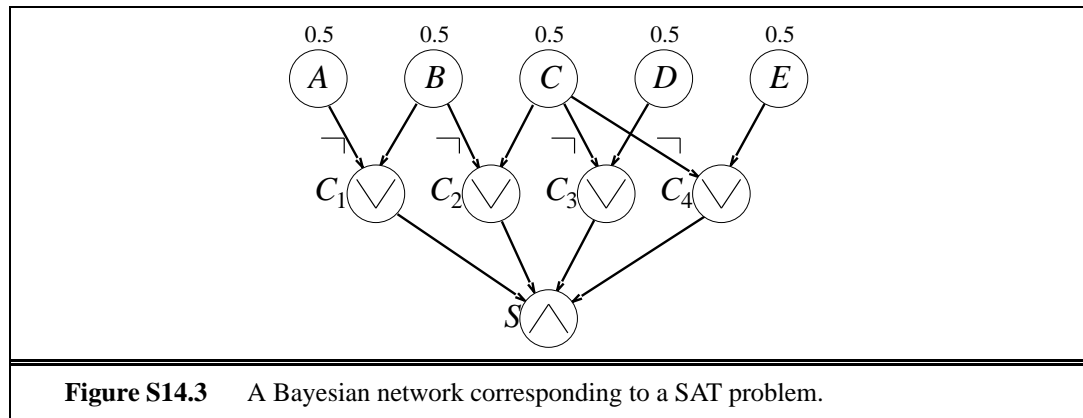 0.5 0.5 0.5 0.5 0.5
A B C D E
¬ ¬ ¬ ¬
C1 ∨ C2 ∨ C3 ∨ C4 ∨
S ∧
Figure S14.3 A Bayesian network corresponding to a SAT problem.